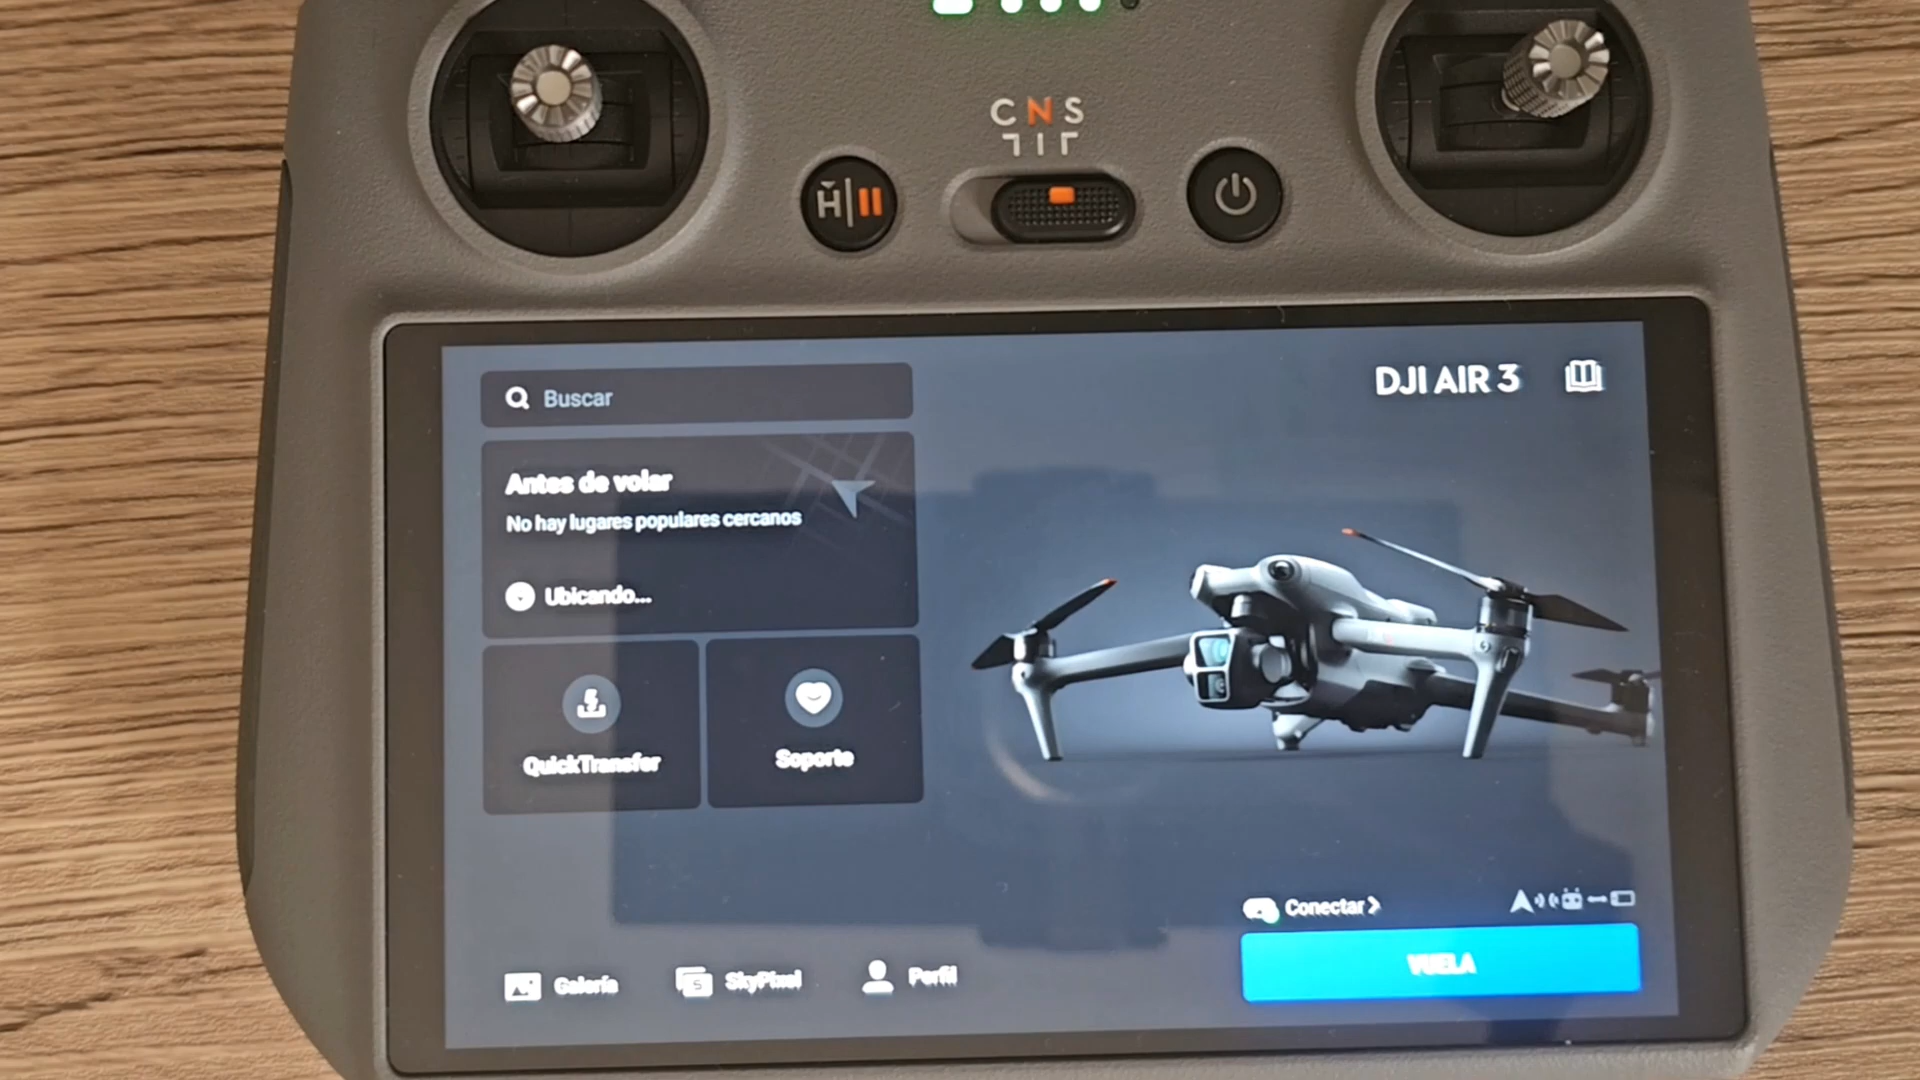 C N S
H
Buscar
DJI AIR 3
Antes de volar
No hay lugares populares cercanos
Ubicando...
QuickTransfer
Soporte
Conectar
Galería
SkyPixel
Perfil
VUELA